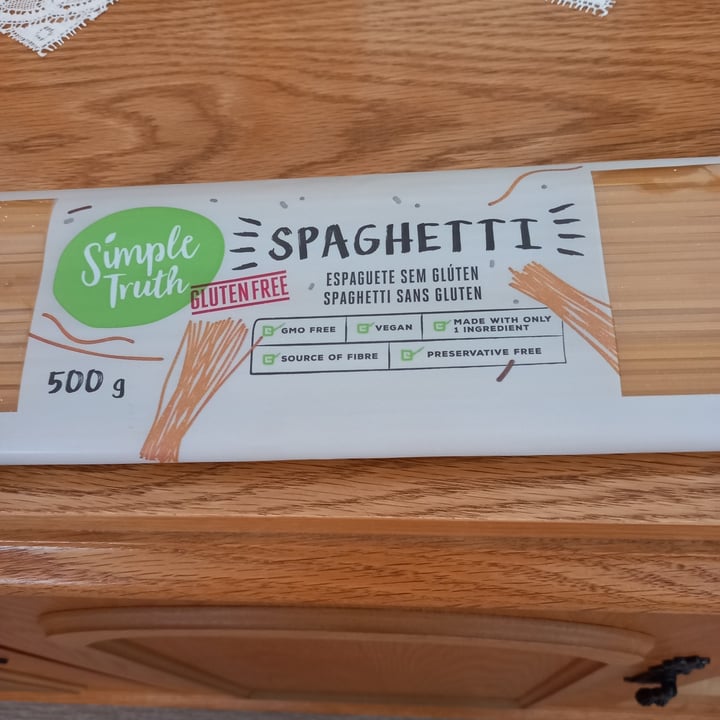 Simple
Truth
GLUTEN FREE
SPAGHETTI
ESPAGUETE SEM GLÚTEN
SPAGHETTI SANS GLUTEN
GMO FREE
VEGAN
MADE WITH ONLY
1 INGREDIENT
SOURCE OF FIBRE
PRESERVATIVE FREE
500 g